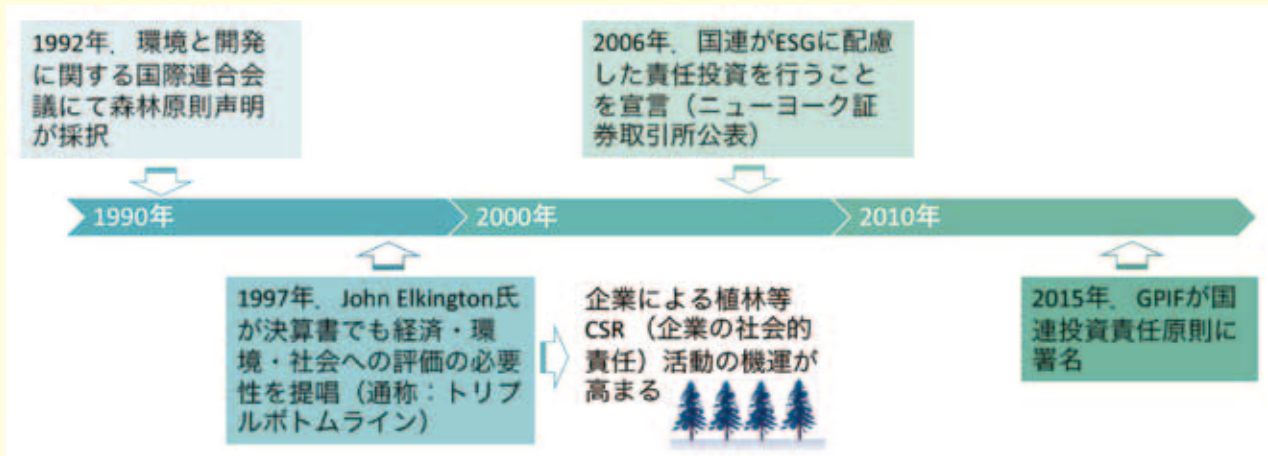 1992年．環境と開発
に関する国際連合会
議にて森林原則声明
が採択
2006年．国連がESGに配慮
した責任投資を行うこと
を宣言（ニューヨーク証
券取引所公表）
1990年
2000年
2010年
1997年．John Elkington氏
が決算書でも経済・環
境・社会への評価の必要
性を提唱（通称：トリプ
ルボトムライン）
企業による植林等
CSR（企業の社会的
責任）活動の機運が
高まる
2015年．GPIFが国
連投資責任原則に
署名